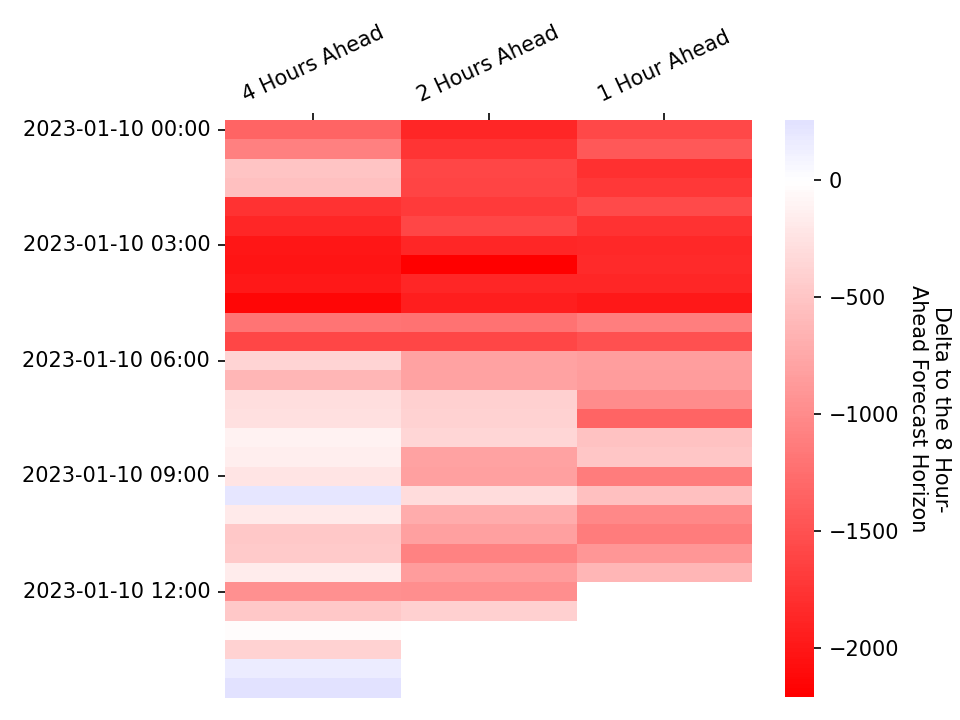 4 Hours Ahead
2 Hours Ahead
1 Hour Ahead
2023-01-10 00:00
2023-01-10 03:00
2023-01-10 06:00
2023-01-10 09:00
2023-01-10 12:00
0
−500
−1000
−1500
−2000
Delta to the 8 Hour-
Ahead Forecast Horizon